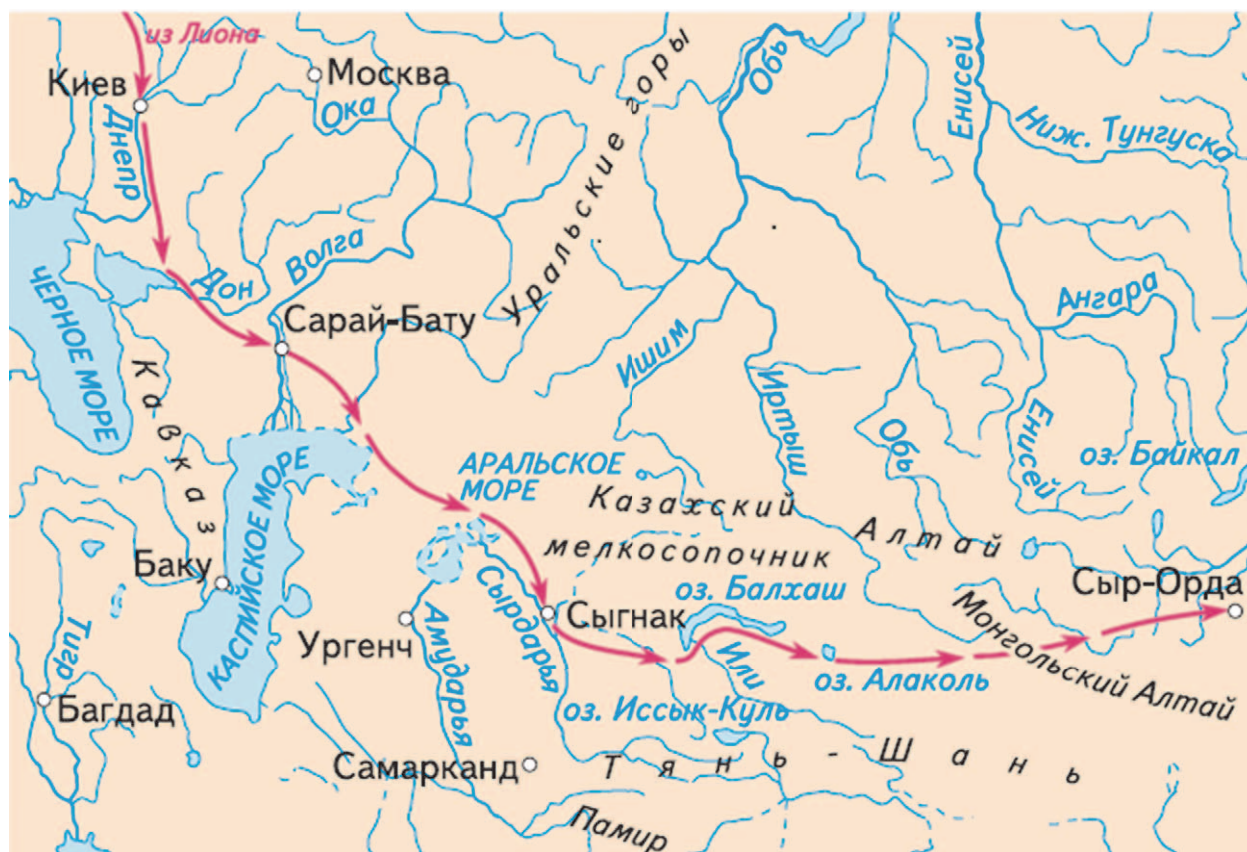 из Лиона
Киев
Москва
Ока
Днепр
Обь
Енисей
Ниж. Тунгуска
Уральские горы
Волга
Дон
Ангара
ЧЕРНОЕ МОРЕ
Сарай-Бату
Ишим
Иртыш
Обь
Енисей
Кавказ
оз. Байкал
АРАЛЬСКОЕ
МОРЕ
Казахский
мелкосопочник
Алтай
КАСПИЙСКОЕ МОРЕ
Баку
Сырдарья
оз. Балхаш
Сыр-Орда
Ургенч
Сыгнак
Монгольский Алтай
Тигр
Амударья
Или
оз. Алаколь
Багдад
оз. Иссык-Куль
Самарканд
Тянь-Шань
Памир